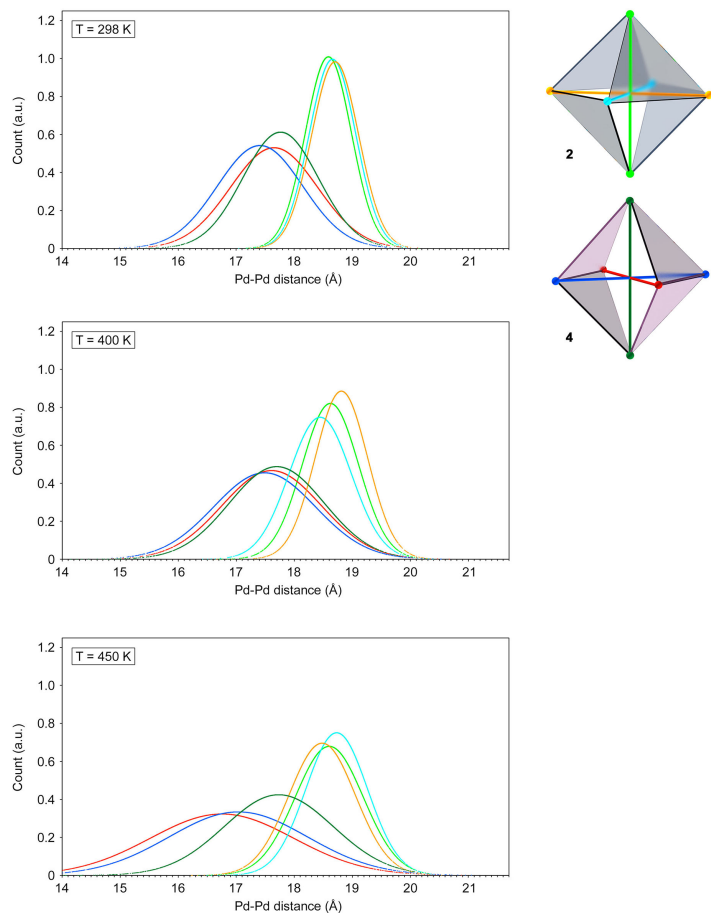 T = 298 K
Count (a.u.)
1.2
1.0
0.8
0.6
0.4
0.2
0
14 15 16 17 18 19 20 21
Pd-Pd distance (Å)
2
4
T = 400 K
Count (a.u.)
1.2
1.0
0.8
0.6
0.4
0.2
0
14 15 16 17 18 19 20 21
Pd-Pd distance (Å)
T = 450 K
Count (a.u.)
1.2
1.0
0.8
0.6
0.4
0.2
0
14 15 16 17 18 19 20 21
Pd-Pd distance (Å)